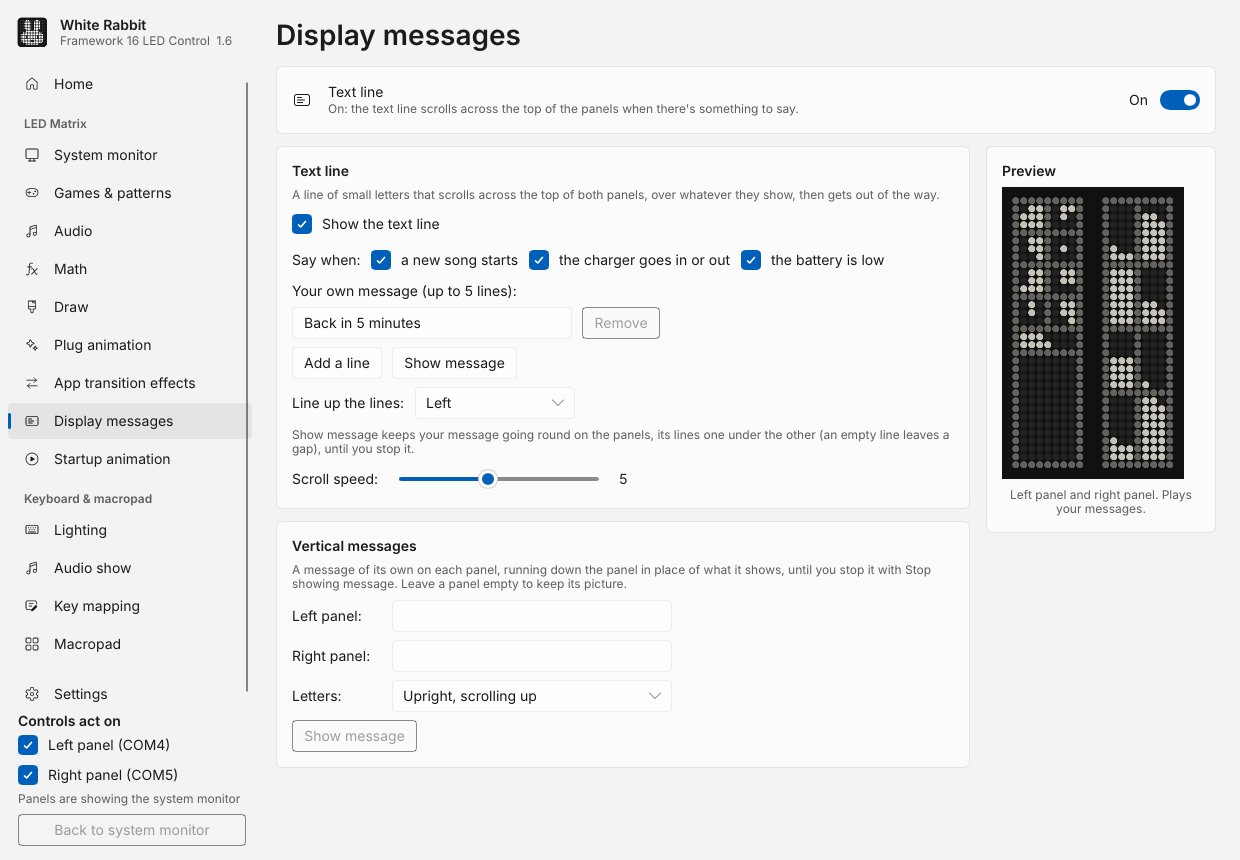 White Rabbit
Framework 16 LED Control 1.6
Home
LED Matrix
System monitor
Games & patterns
Audio
Math
Draw
Plug animation
App transition effects
Display messages
Startup animation
Keyboard & macropad
Lighting
Audio show
Key mapping
Macropad
Settings
Controls act on
Left panel (COM4)
Right panel (COM5)
Panels are showing the system monitor
Back to system monitor
Display messages
Text line
On: the text line scrolls across the top of the panels when there's something to say.
On
Text line
A line of small letters that scrolls across the top of both panels, over whatever they show, then gets out of the way.
Show the text line
Say when: a new song starts the charger goes in or out the battery is low
Your own message (up to 5 lines):
Back in 5 minutes Remove
Add a line Show message
Line up the lines: Left
Show message keeps your message going round on the panels, its lines one under the other (an empty line leaves a
gap), until you stop it.
Scroll speed: 5
Vertical messages
A message of its own on each panel, running down the panel in place of what it shows, until you stop it with Stop
showing message. Leave a panel empty to keep its picture.
Left panel:
Right panel:
Letters: Upright, scrolling up
Show message
Preview
Left panel and right panel. Plays
your messages.